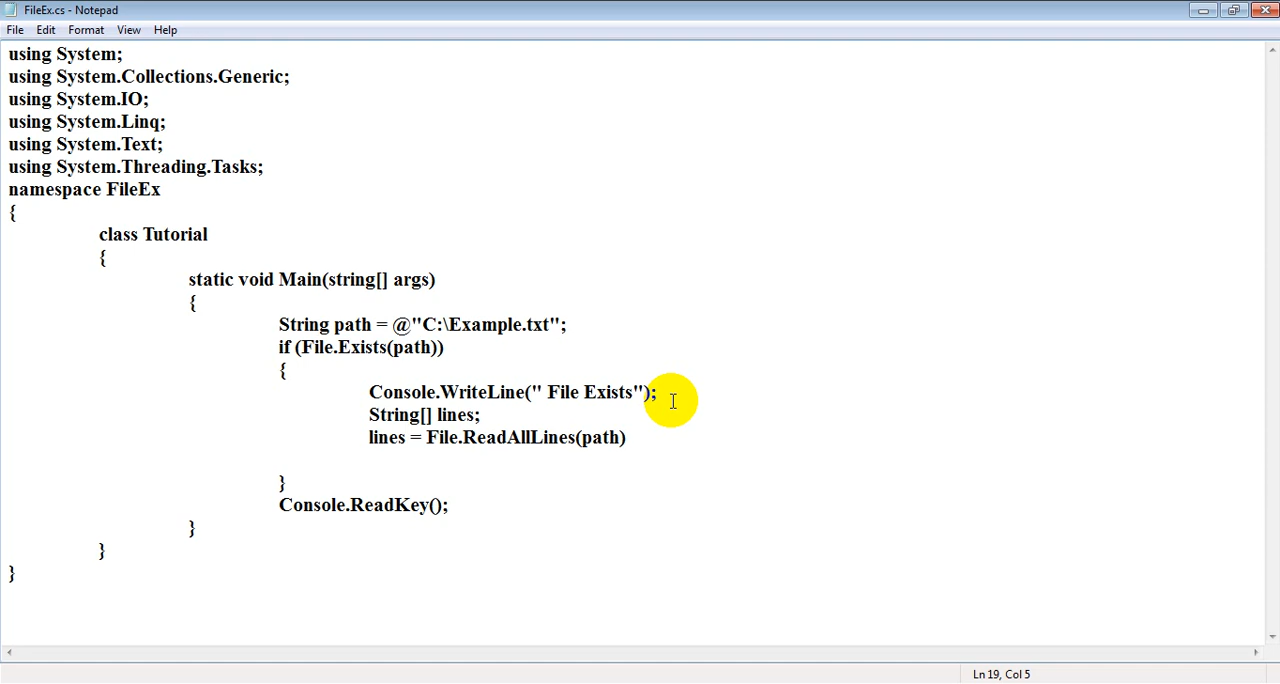 FileEx.cs - Notepad
File Edit Format View Help
using System;
using System.Collections.Generic;
using System.IO;
using System.Linq;
using System.Text;
using System.Threading.Tasks;
namespace FileEx
{
class Tutorial
{
static void Main(string[] args)
{
String path = @"C:\Example.txt";
if (File.Exists(path))
{
Console.WriteLine(" File Exists");
String[] lines;
lines = File.ReadAllLines(path)
}
Console.ReadKey();
}
}
}
Ln 19, Col 5